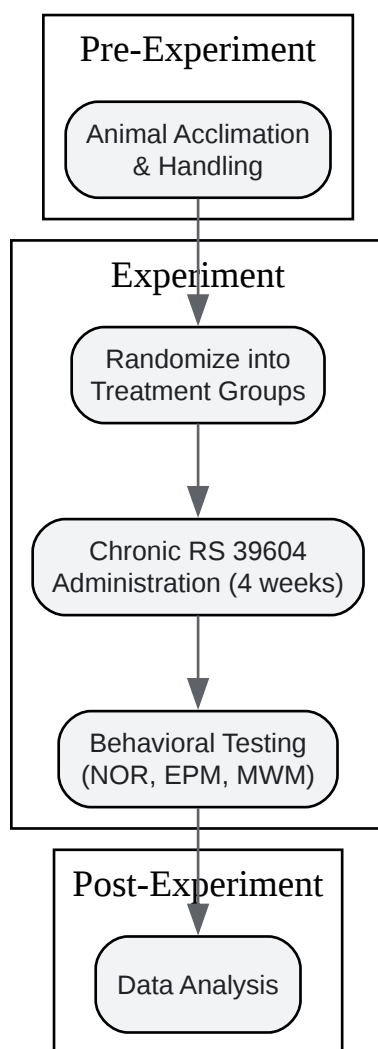 Pre-Experiment
Animal Acclimation
& Handling
Experiment
Randomize into
Treatment Groups
Chronic RS 39604
Administration (4 weeks)
Behavioral Testing
(NOR, EPM, MWM)
Post-Experiment
Data Analysis